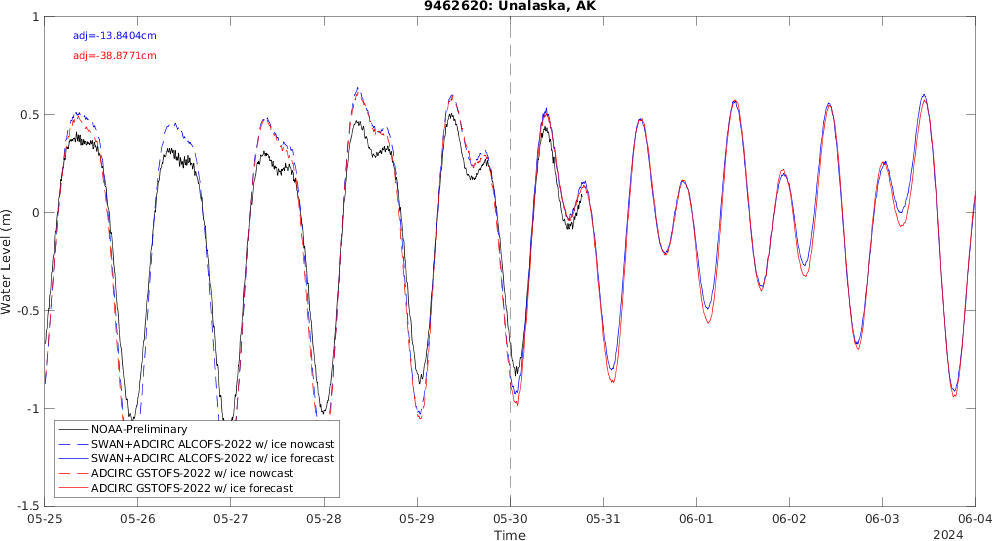 9462620: Unalaska, AK
adj=-13.8404cm
adj=-38.8771cm
Water Level (m)
1
0.5
0
-0.5
-1
-1.5
NOAA-Preliminary
SWAN+ADCIRC ALCOFS-2022 w/ ice nowcast
SWAN+ADCIRC ALCOFS-2022 w/ ice forecast
ADCIRC GSTOFS-2022 w/ ice nowcast
ADCIRC GSTOFS-2022 w/ ice forecast
05-25 05-26 05-27 05-28 05-29 05-30 05-31 06-01 06-02 06-03 06-04
Time
2024